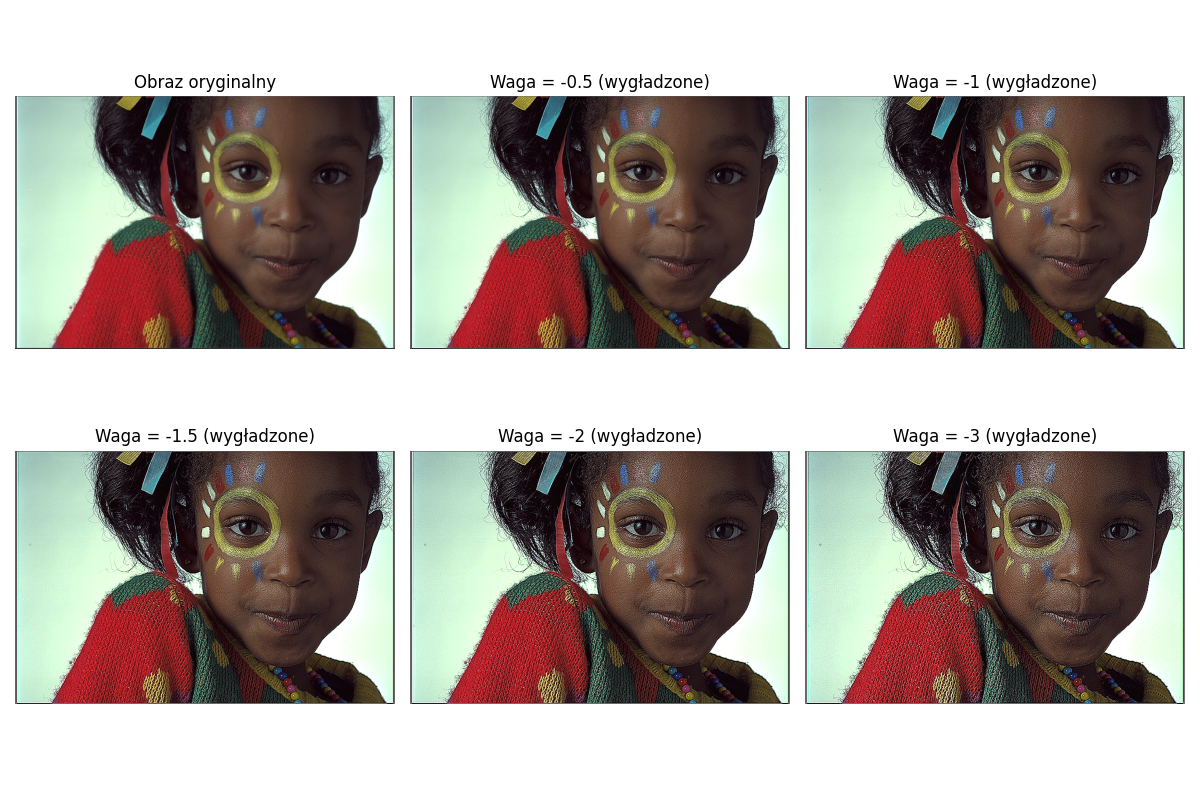 Obraz oryginalny
Waga = -0.5 (wygładzone)
Waga = -1 (wygładzone)
Waga = -1.5 (wygładzone)
Waga = -2 (wygładzone)
Waga = -3 (wygładzone)